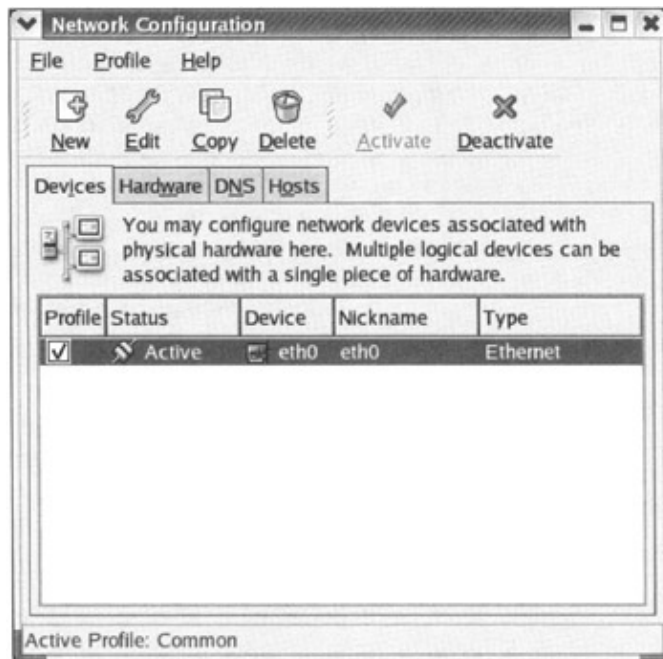 Network Configuration
File Profile Help
New Edit Copy Delete Activate Deactivate
Devices Hardware DNS Hosts
You may configure network devices associated with
physical hardware here. Multiple logical devices can be
associated with a single piece of hardware.
Profile Status Device Nickname Type
Active eth0 eth0 Ethernet
Active Profile: Common